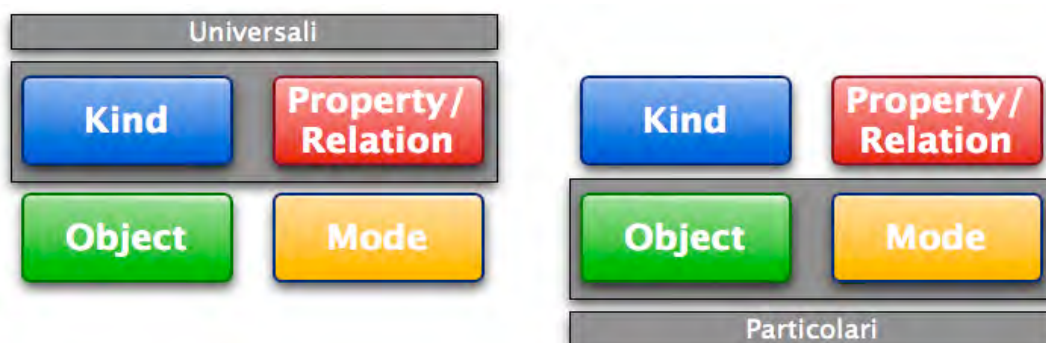 Universali
Kind
Property/
Relation
Object
Mode
Kind
Property/
Relation
Object
Mode
Particolari